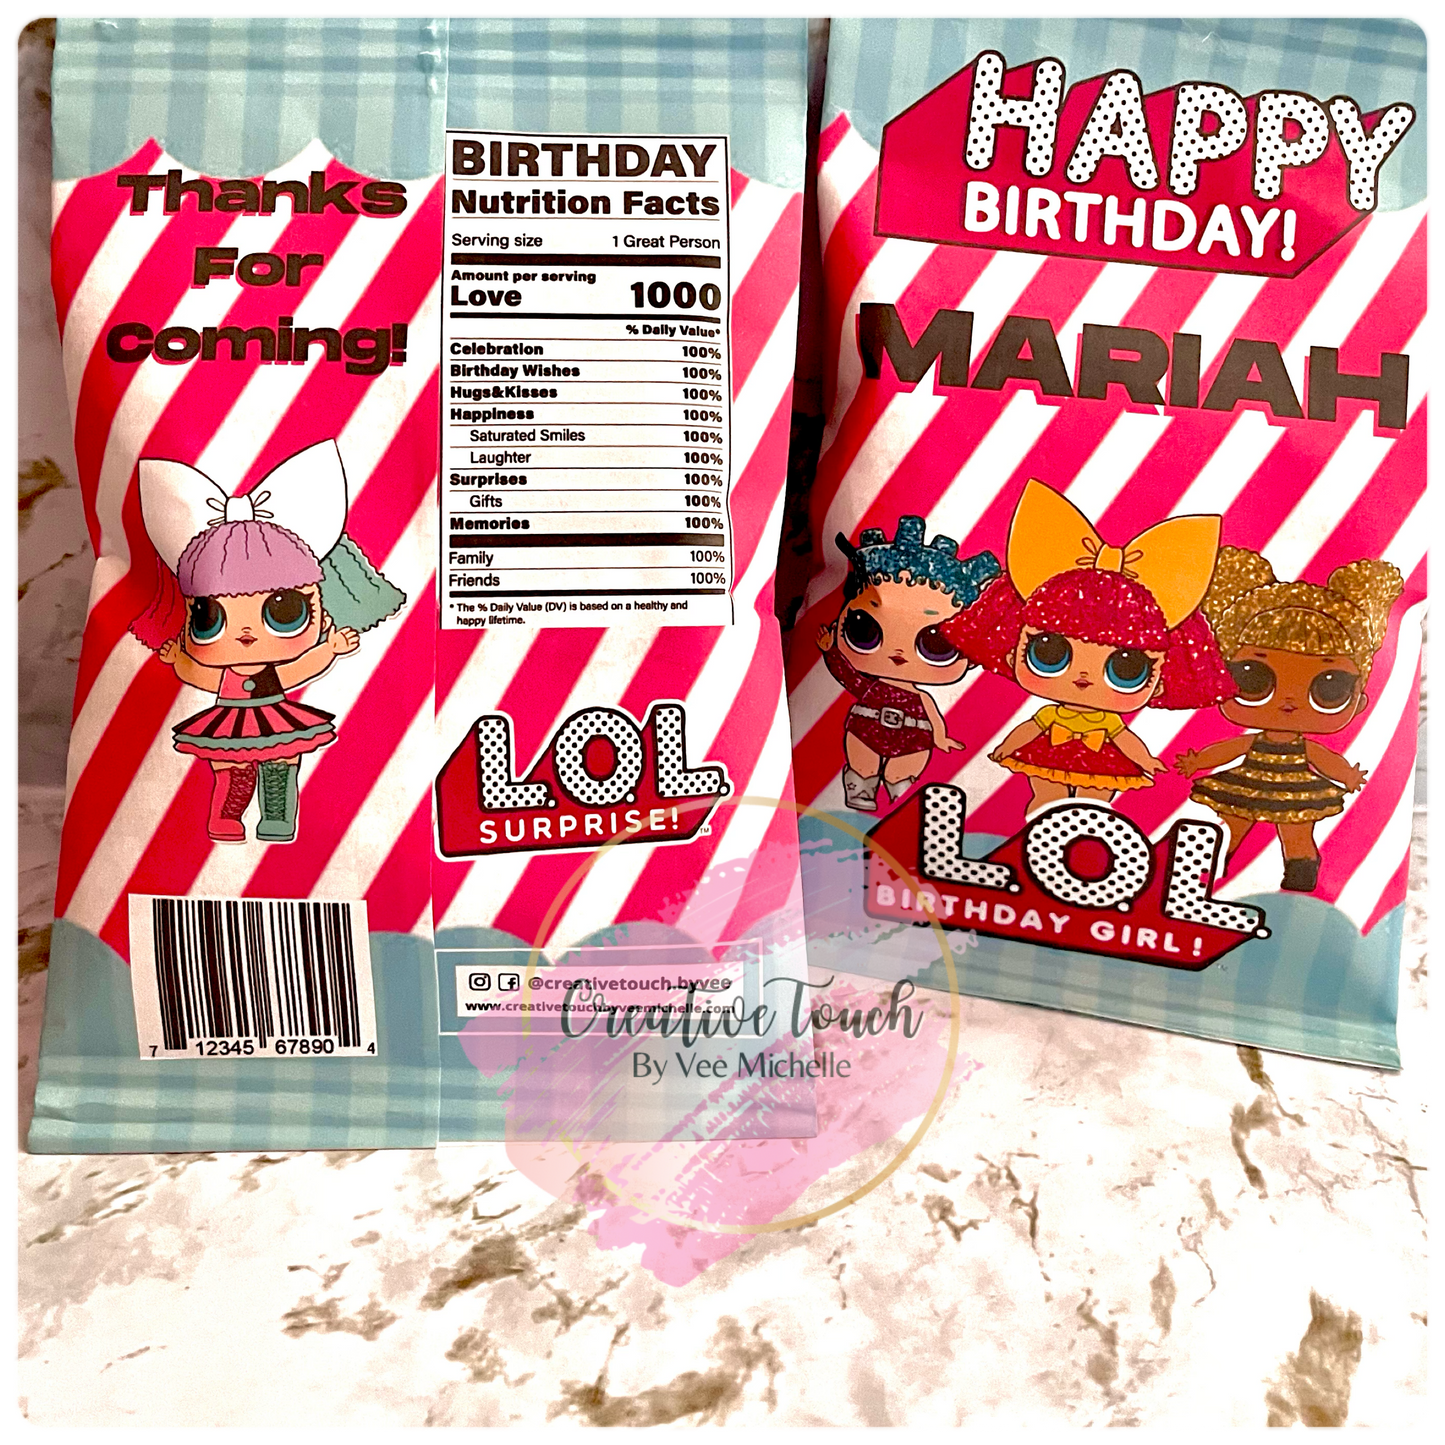 Thanks
For
Coming!
7 12345 67890 4
BIRTHDAY
Nutrition Facts
Serving size 1 Great Person
Amount per serving
Love 1000
% Daily Value*
Celebration 100%
Birthday Wishes 100%
Hugs&Kisses 100%
Happiness 100%
Saturated Smiles 100%
Laughter 100%
Surprises 100%
Gifts 100%
Memories 100%
Family 100%
Friends 100%
* The % Daily Value (DV) is based on a healthy and
happy lifetime.
L.O.L.
SURPRISE!
TM
@creativetouch.byvee
www.creativetouchbyveemichelle.com
HAPPY
BIRTHDAY!
MARIAH
L.O.L.
BIRTHDAY GIRL!
Creative Touch
By Vee Michelle